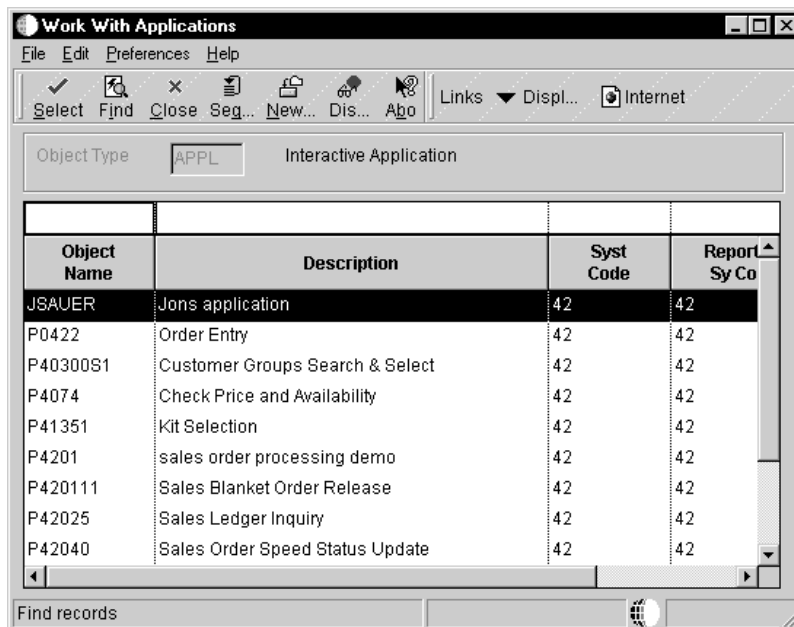 Work With Applications
File Edit Preferences Help
Select Find Close Seq... New... Dis... Abo Links Displ... Internet
Object Type APPL Interactive Application
Object Name Description Syst Code Report Sy Co
JSAUER Jons application 42 42
P0422 Order Entry 42 42
P40300S1 Customer Groups Search & Select 42 42
P4074 Check Price and Availability 42 42
P41351 Kit Selection 42 42
P4201 sales order processing demo 42 42
P420111 Sales Blanket Order Release 42 42
P42025 Sales Ledger Inquiry 42 42
P42040 Sales Order Speed Status Update 42 42
Find records